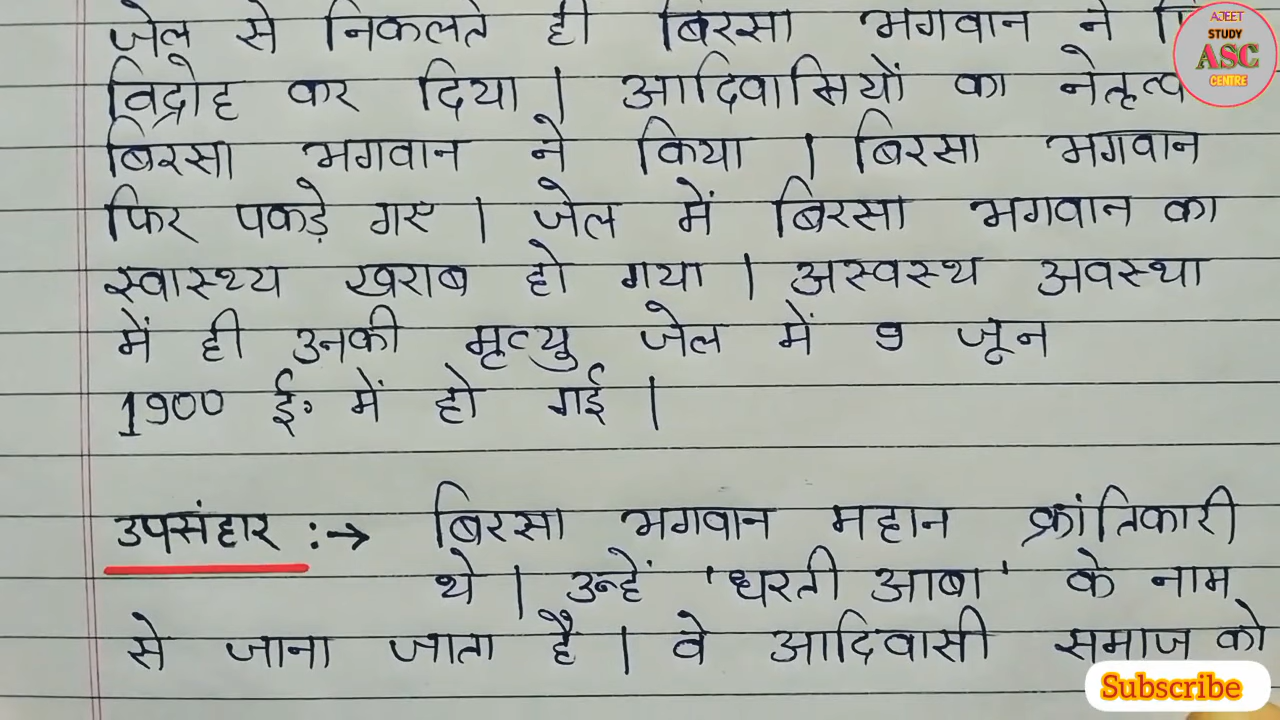 जेल से निकलते ही बिरसा भगवान ने
विद्रोह कर दिया । आदिवासियों का नेतृत्व
बिरसा भगवान ने किया । बिरसा भगवान
फिर पकड़े गए । जेल में बिरसा भगवान का
स्वास्थ्य खराब हो गया । अस्वस्थ अवस्था
में ही उनकी मृत्यु जेल में 9 जून
1900 ई॰ में हो गई ।
उपसंहार :→ बिरसा भगवान महान क्रांतिकारी
थे । उन्हें 'धरती आबा' के नाम
से जाना जाता है । वे आदिवासी समाज को
AJEET
STUDY
ASC
CENTRE
Subscribe